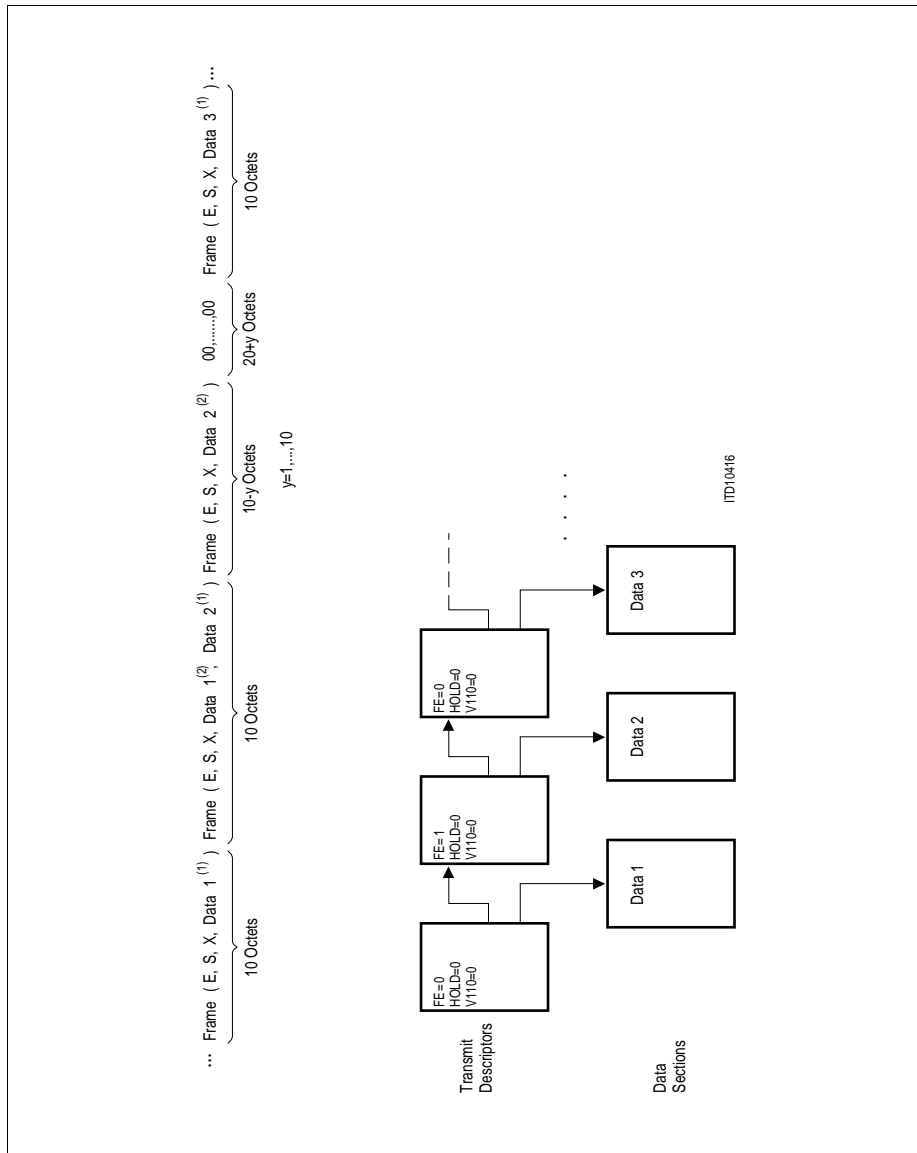 ... Frame ( E, S, X, Data 1 (1) ) Frame ( E, S, X, Data 1(2), Data 2(1) ) Frame ( E, S, X, Data 2(2) ) 00,......,00 Frame ( E, S, X, Data 3 (1) ) ...
10 Octets 10 Octets 10-y Octets 20+y Octets 10 Octets
y=1,...,10
Transmit
Descriptors
FE=0
HOLD=0
V110=0
FE=1
HOLD=0
V110=0
FE=0
HOLD=0
V110=0
Data
Sections
Data 1
Data 2
Data 3
ITD10416